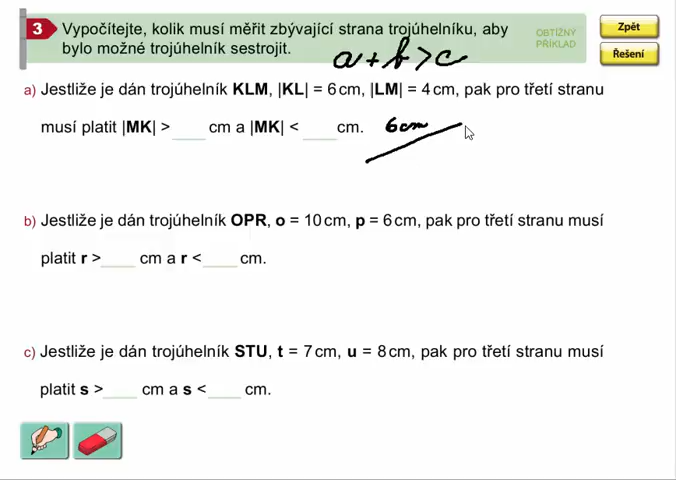 3 Vypočítejte, kolik musí měřit zbývající strana trojúhelníku, aby
bylo možné trojúhelník sestrojit.
OBTÍŽNÝ
PŘÍKLAD
Zpět
Řešení
a + b > c
a) Jestliže je dán trojúhelník KLM, |KL| = 6 cm, |LM| = 4 cm, pak pro třetí stranu
musí platit |MK| > ____ cm a |MK| < ____ cm. 6 cm
b) Jestliže je dán trojúhelník OPR, o = 10 cm, p = 6 cm, pak pro třetí stranu musí
platit r > ____ cm a r < ____ cm.
c) Jestliže je dán trojúhelník STU, t = 7 cm, u = 8 cm, pak pro třetí stranu musí
platit s > ____ cm a s < ____ cm.